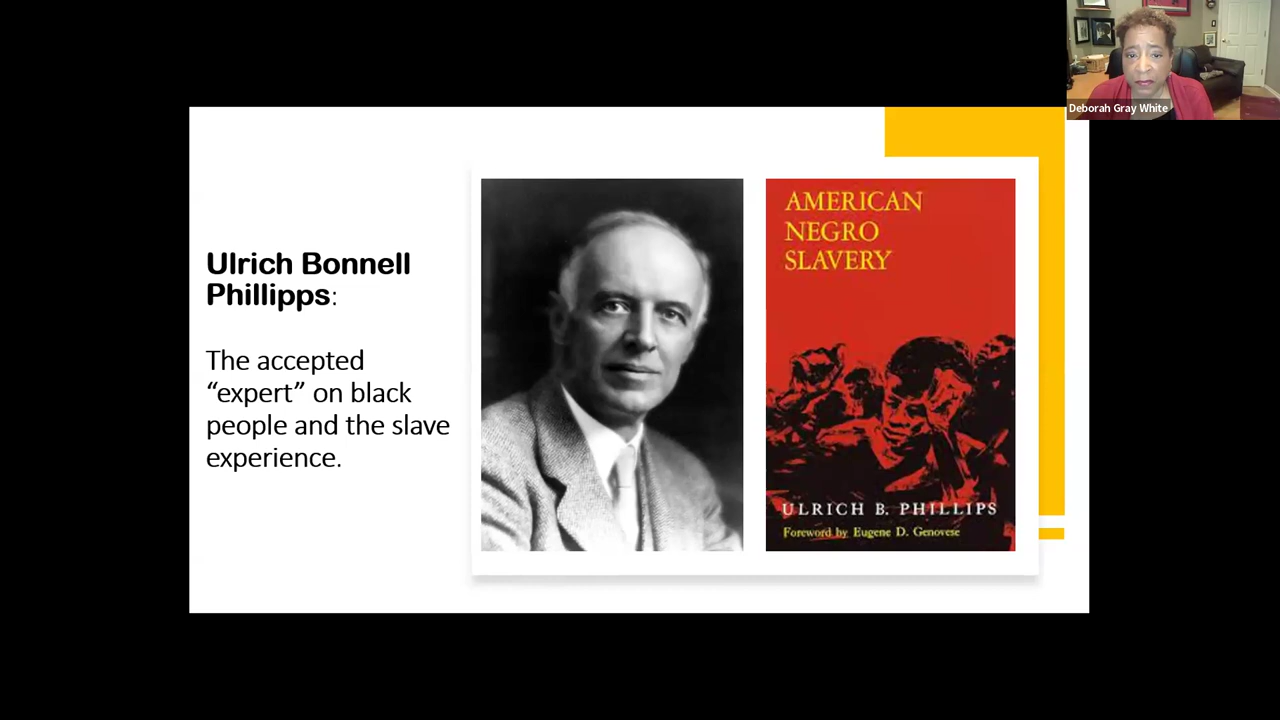 Deborah Gray White
Ulrich Bonnell
Phillipps:
The accepted
“expert” on black
people and the slave
experience.
AMERICAN
NEGRO
SLAVERY
ULRICH B. PHILLIPS
Foreword by Eugene D. Genovese